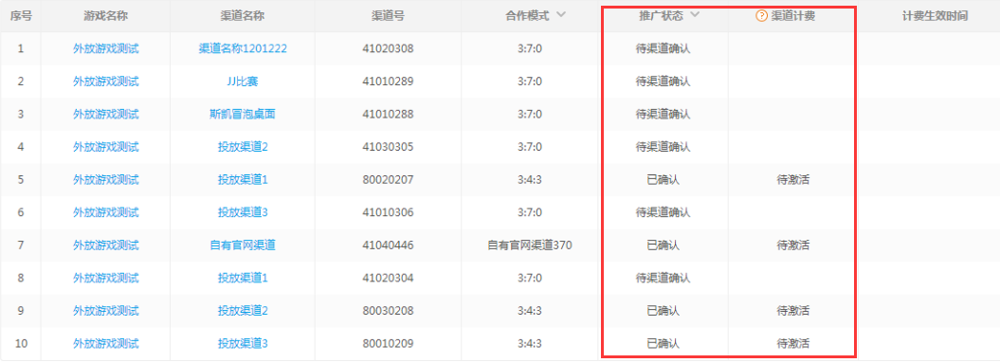 序号 游戏名称 渠道名称 渠道号 合作模式 推广状态 ? 渠道计费 计费生效时间
1 外放游戏测试 渠道名称1201222 41020308 3:7:0 待渠道确认
2 外放游戏测试 JJ比赛 41010289 3:7:0 待渠道确认
3 外放游戏测试 斯凯冒泡桌面 41010288 3:7:0 待渠道确认
4 外放游戏测试 投放渠道2 41030305 3:7:0 待渠道确认
5 外放游戏测试 投放渠道1 80020207 3:4:3 已确认 待激活
6 外放游戏测试 投放渠道3 41010306 3:7:0 待渠道确认
7 外放游戏测试 自有官网渠道 41040446 自有官网渠道370 已确认 待激活
8 外放游戏测试 投放渠道1 41020304 3:7:0 待渠道确认
9 外放游戏测试 投放渠道2 80030208 3:4:3 已确认 待激活
10 外放游戏测试 投放渠道3 80010209 3:4:3 已确认 待激活